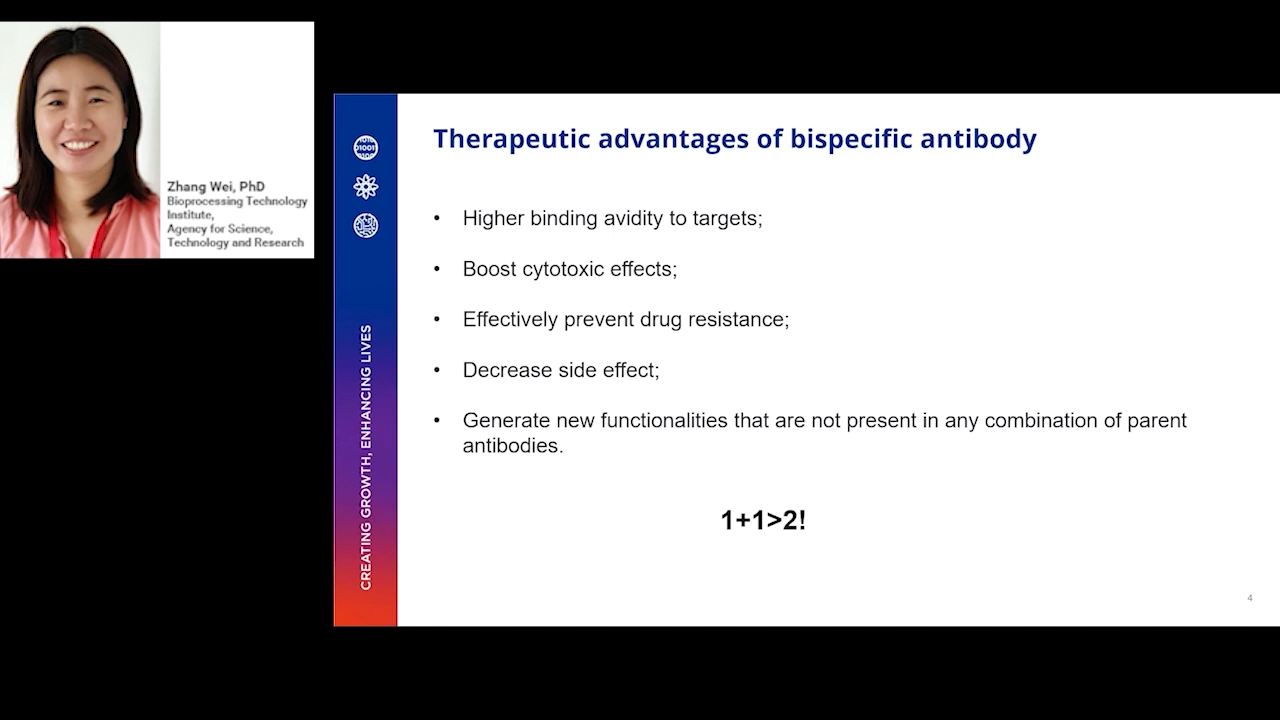 Zhang Wei, PhD
Bioprocessing Technology
Institute,
Agency for Science,
Technology and Research
01001
CREATING GROWTH, ENHANCING LIVES
Therapeutic advantages of bispecific antibody
• Higher binding avidity to targets;
• Boost cytotoxic effects;
• Effectively prevent drug resistance;
• Decrease side effect;
• Generate new functionalities that are not present in any combination of parent
antibodies.
1+1>2!
4